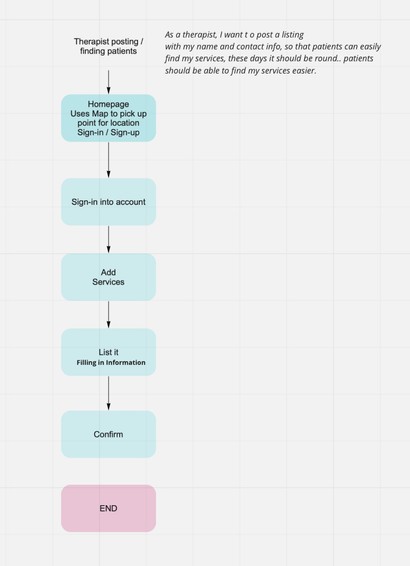 Therapist posting /
finding patients
As a therapist, I want t o post a listing
with my name and contact info, so that patients can easily
find my services, these days it should be round.. patients
should be able to find my services easier.
Homepage
Uses Map to pick up
point for location
Sign-in / Sign-up
Sign-in into account
Add
Services
List it
Filling in Information
Confirm
END